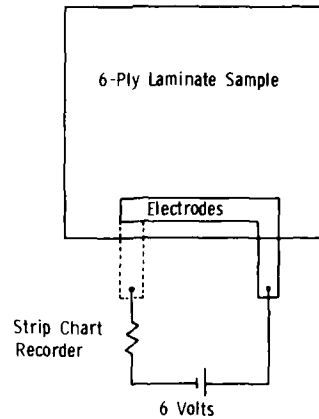 6-Ply Laminate Sample
Electrodes
Strip Chart
Recorder
6 Volts